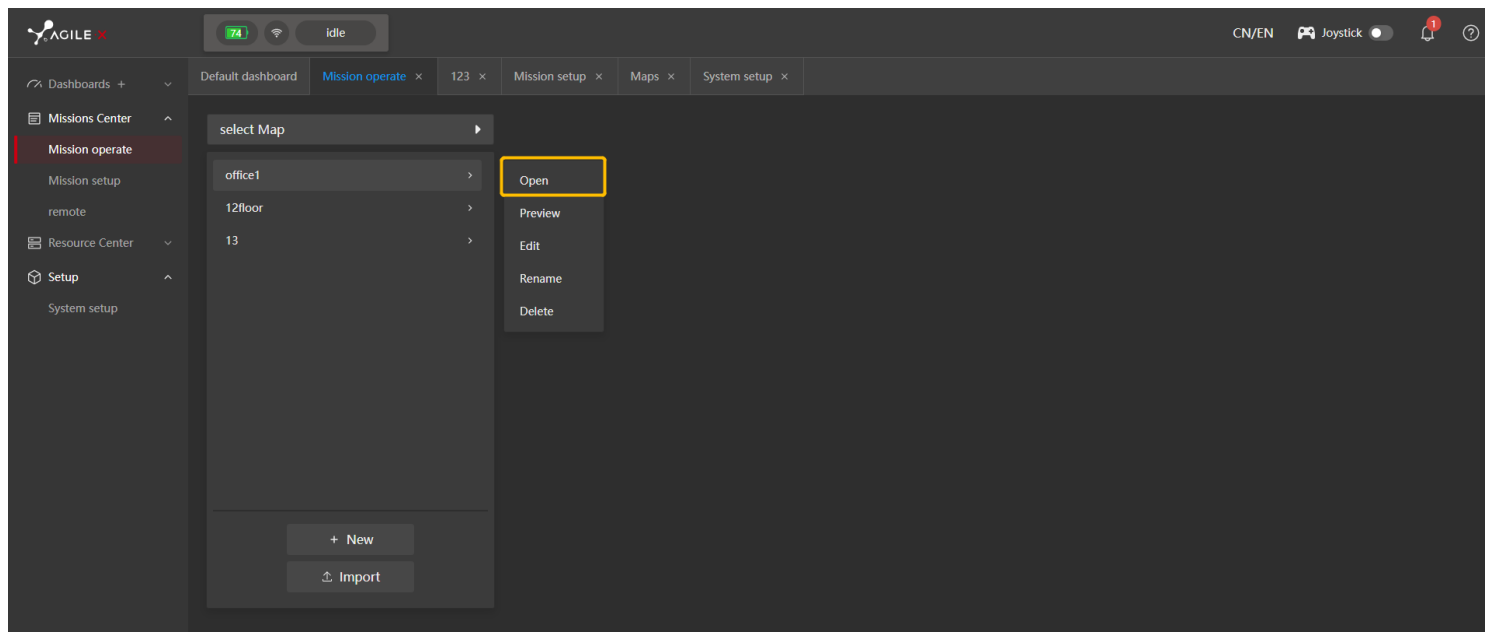 AGILE X
74 idle
CN/EN Joystick 1
Dashboards +
Default dashboard Mission operate × 123 × Mission setup × Maps × System setup ×
Missions Center
Mission operate
Mission setup
remote
Resource Center
Setup
System setup
select Map
office1
12floor
13
Open
Preview
Edit
Rename
Delete
+ New
Import